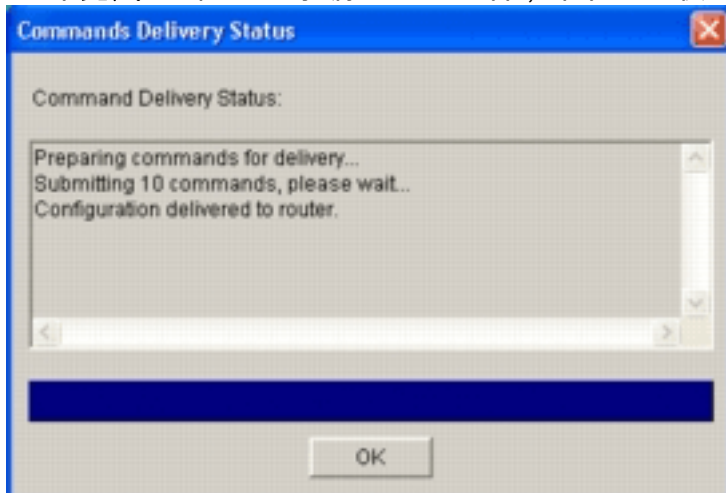 Commands Delivery Status
Command Delivery Status:
Preparing commands for delivery...
Submitting 10 commands, please wait...
Configuration delivered to router.
OK